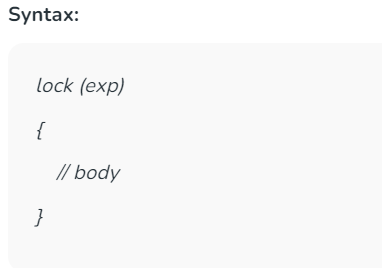 Syntax:
lock (exp)
{
// body
}